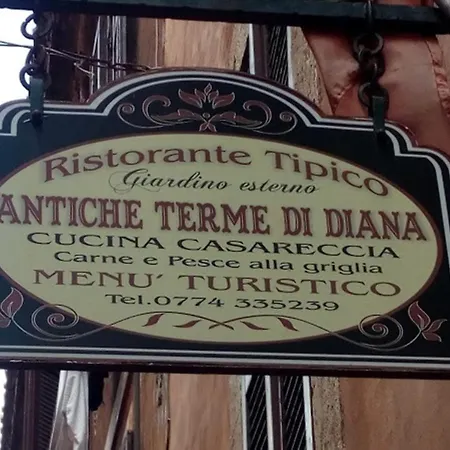 Ristorante Tipico
Giardino esterno
ANTICHE TERME DI DIANA
CUCINA CASARECCIA
Carne e Pesce alla griglia
MENU' TURISTICO
Tel.0774 335239